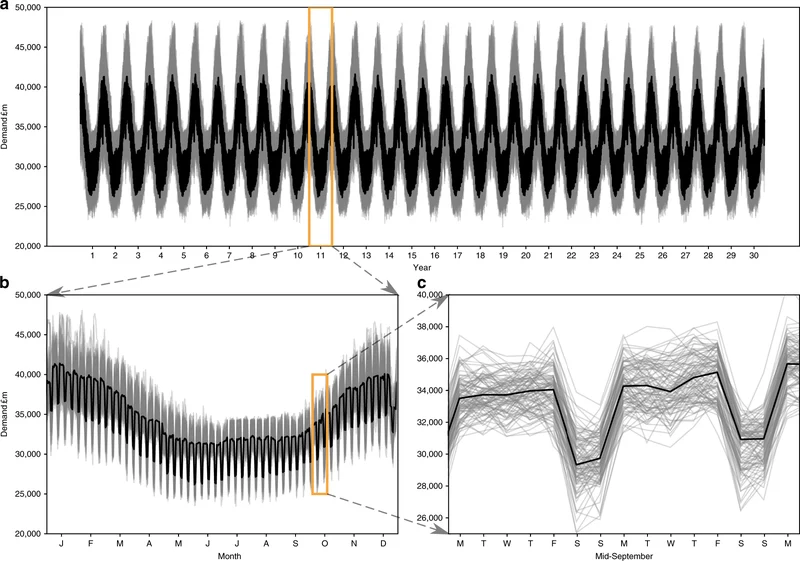 a
50,000
45,000
40,000
35,000
30,000
25,000
20,000
Demand £m
1 2 3 4 5 6 7 8 9 10 11 12 13 14 15 16 17 18 19 20 21 22 23 24 25 26 27 28 29 30
Year
b
50,000
45,000
40,000
35,000
30,000
25,000
20,000
Demand £m
J F M A M J J A S O N D
Month
c
40,000
38,000
36,000
34,000
32,000
30,000
28,000
26,000
M T W T F S S M T W T F S S M
Mid-September